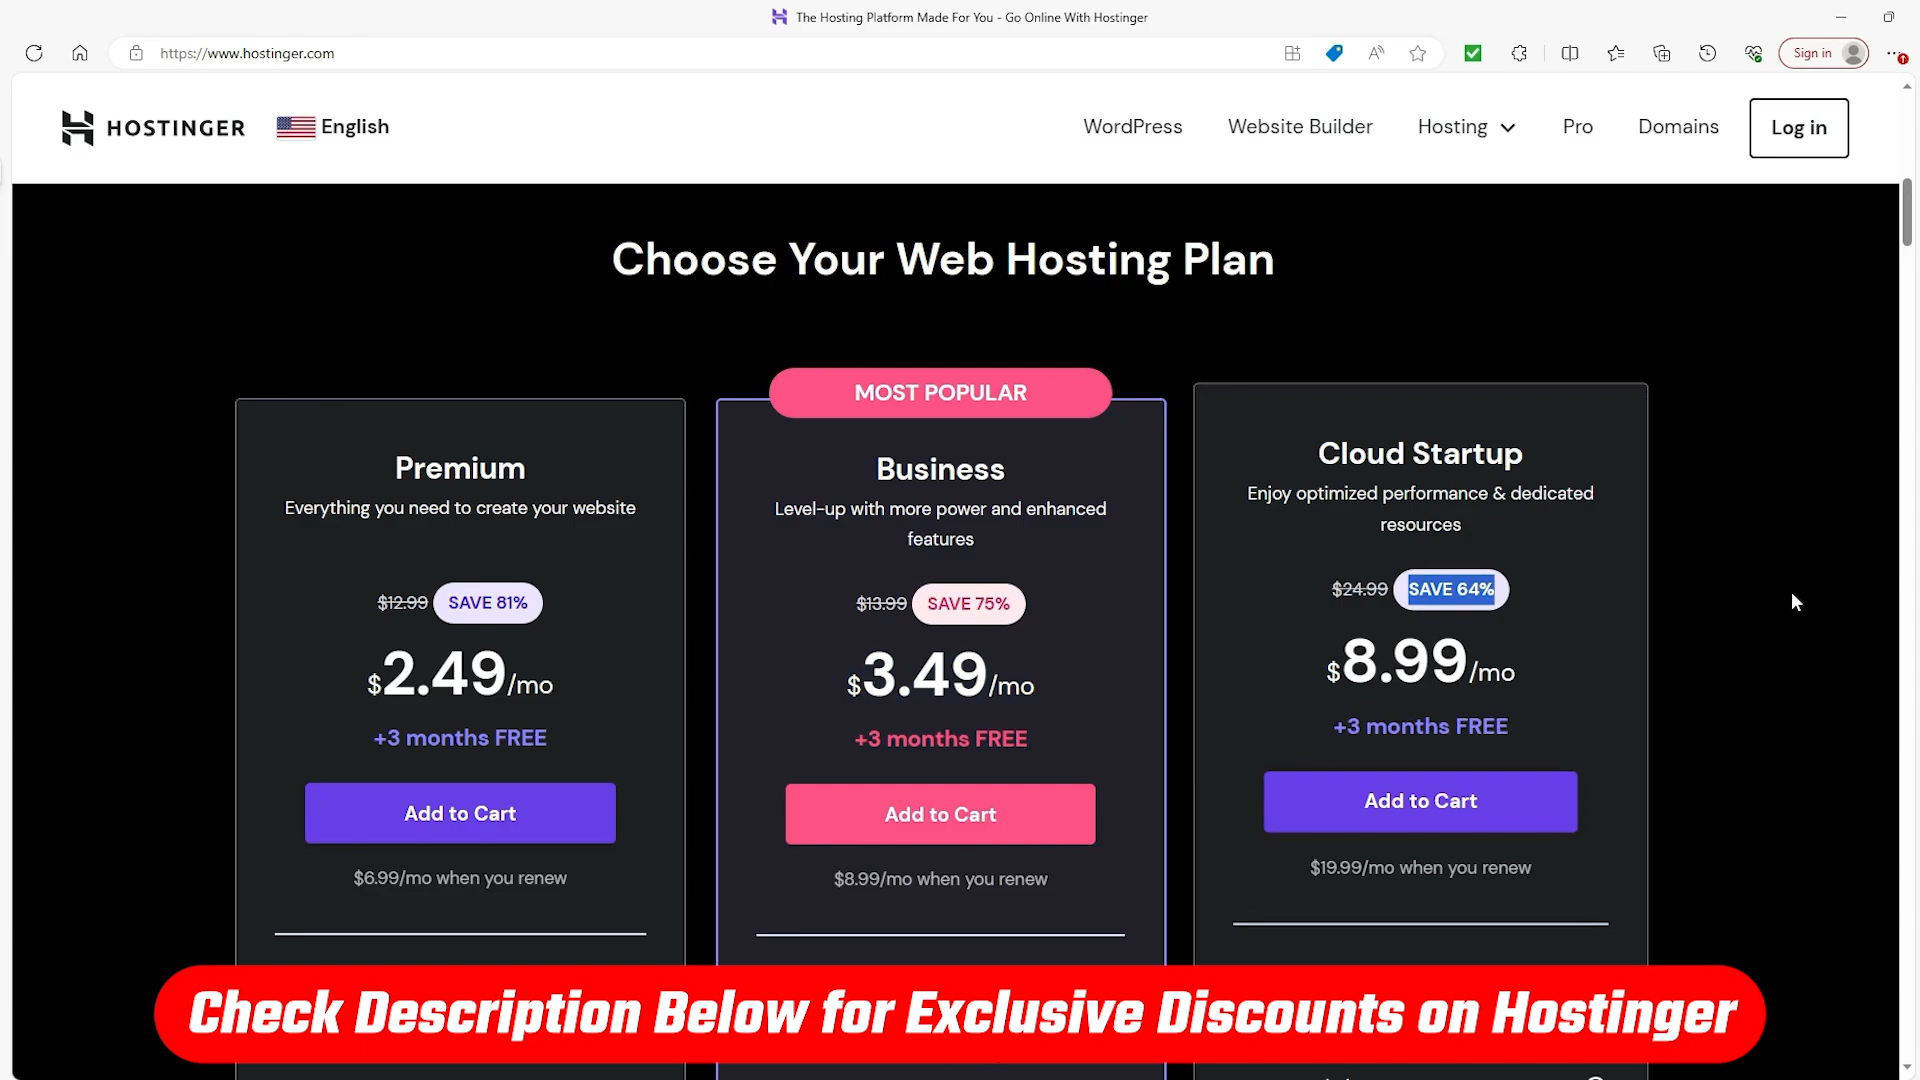 The Hosting Platform Made For You - Go Online With Hostinger
https://www.hostinger.com
Sign in
HOSTINGER
English
WordPress
Website Builder
Hosting
Pro
Domains
Log in
Choose Your Web Hosting Plan
Premium
Everything you need to create your website
$12.99 SAVE 81%
$2.49/mo
+3 months FREE
Add to Cart
$6.99/mo when you renew
MOST POPULAR
Business
Level-up with more power and enhanced
features
$13.99 SAVE 75%
$3.49/mo
+3 months FREE
Add to Cart
$8.99/mo when you renew
Cloud Startup
Enjoy optimized performance & dedicated
resources
$24.99 SAVE 64%
$8.99/mo
+3 months FREE
Add to Cart
$19.99/mo when you renew
Check Description Below for Exclusive Discounts on Hostinger